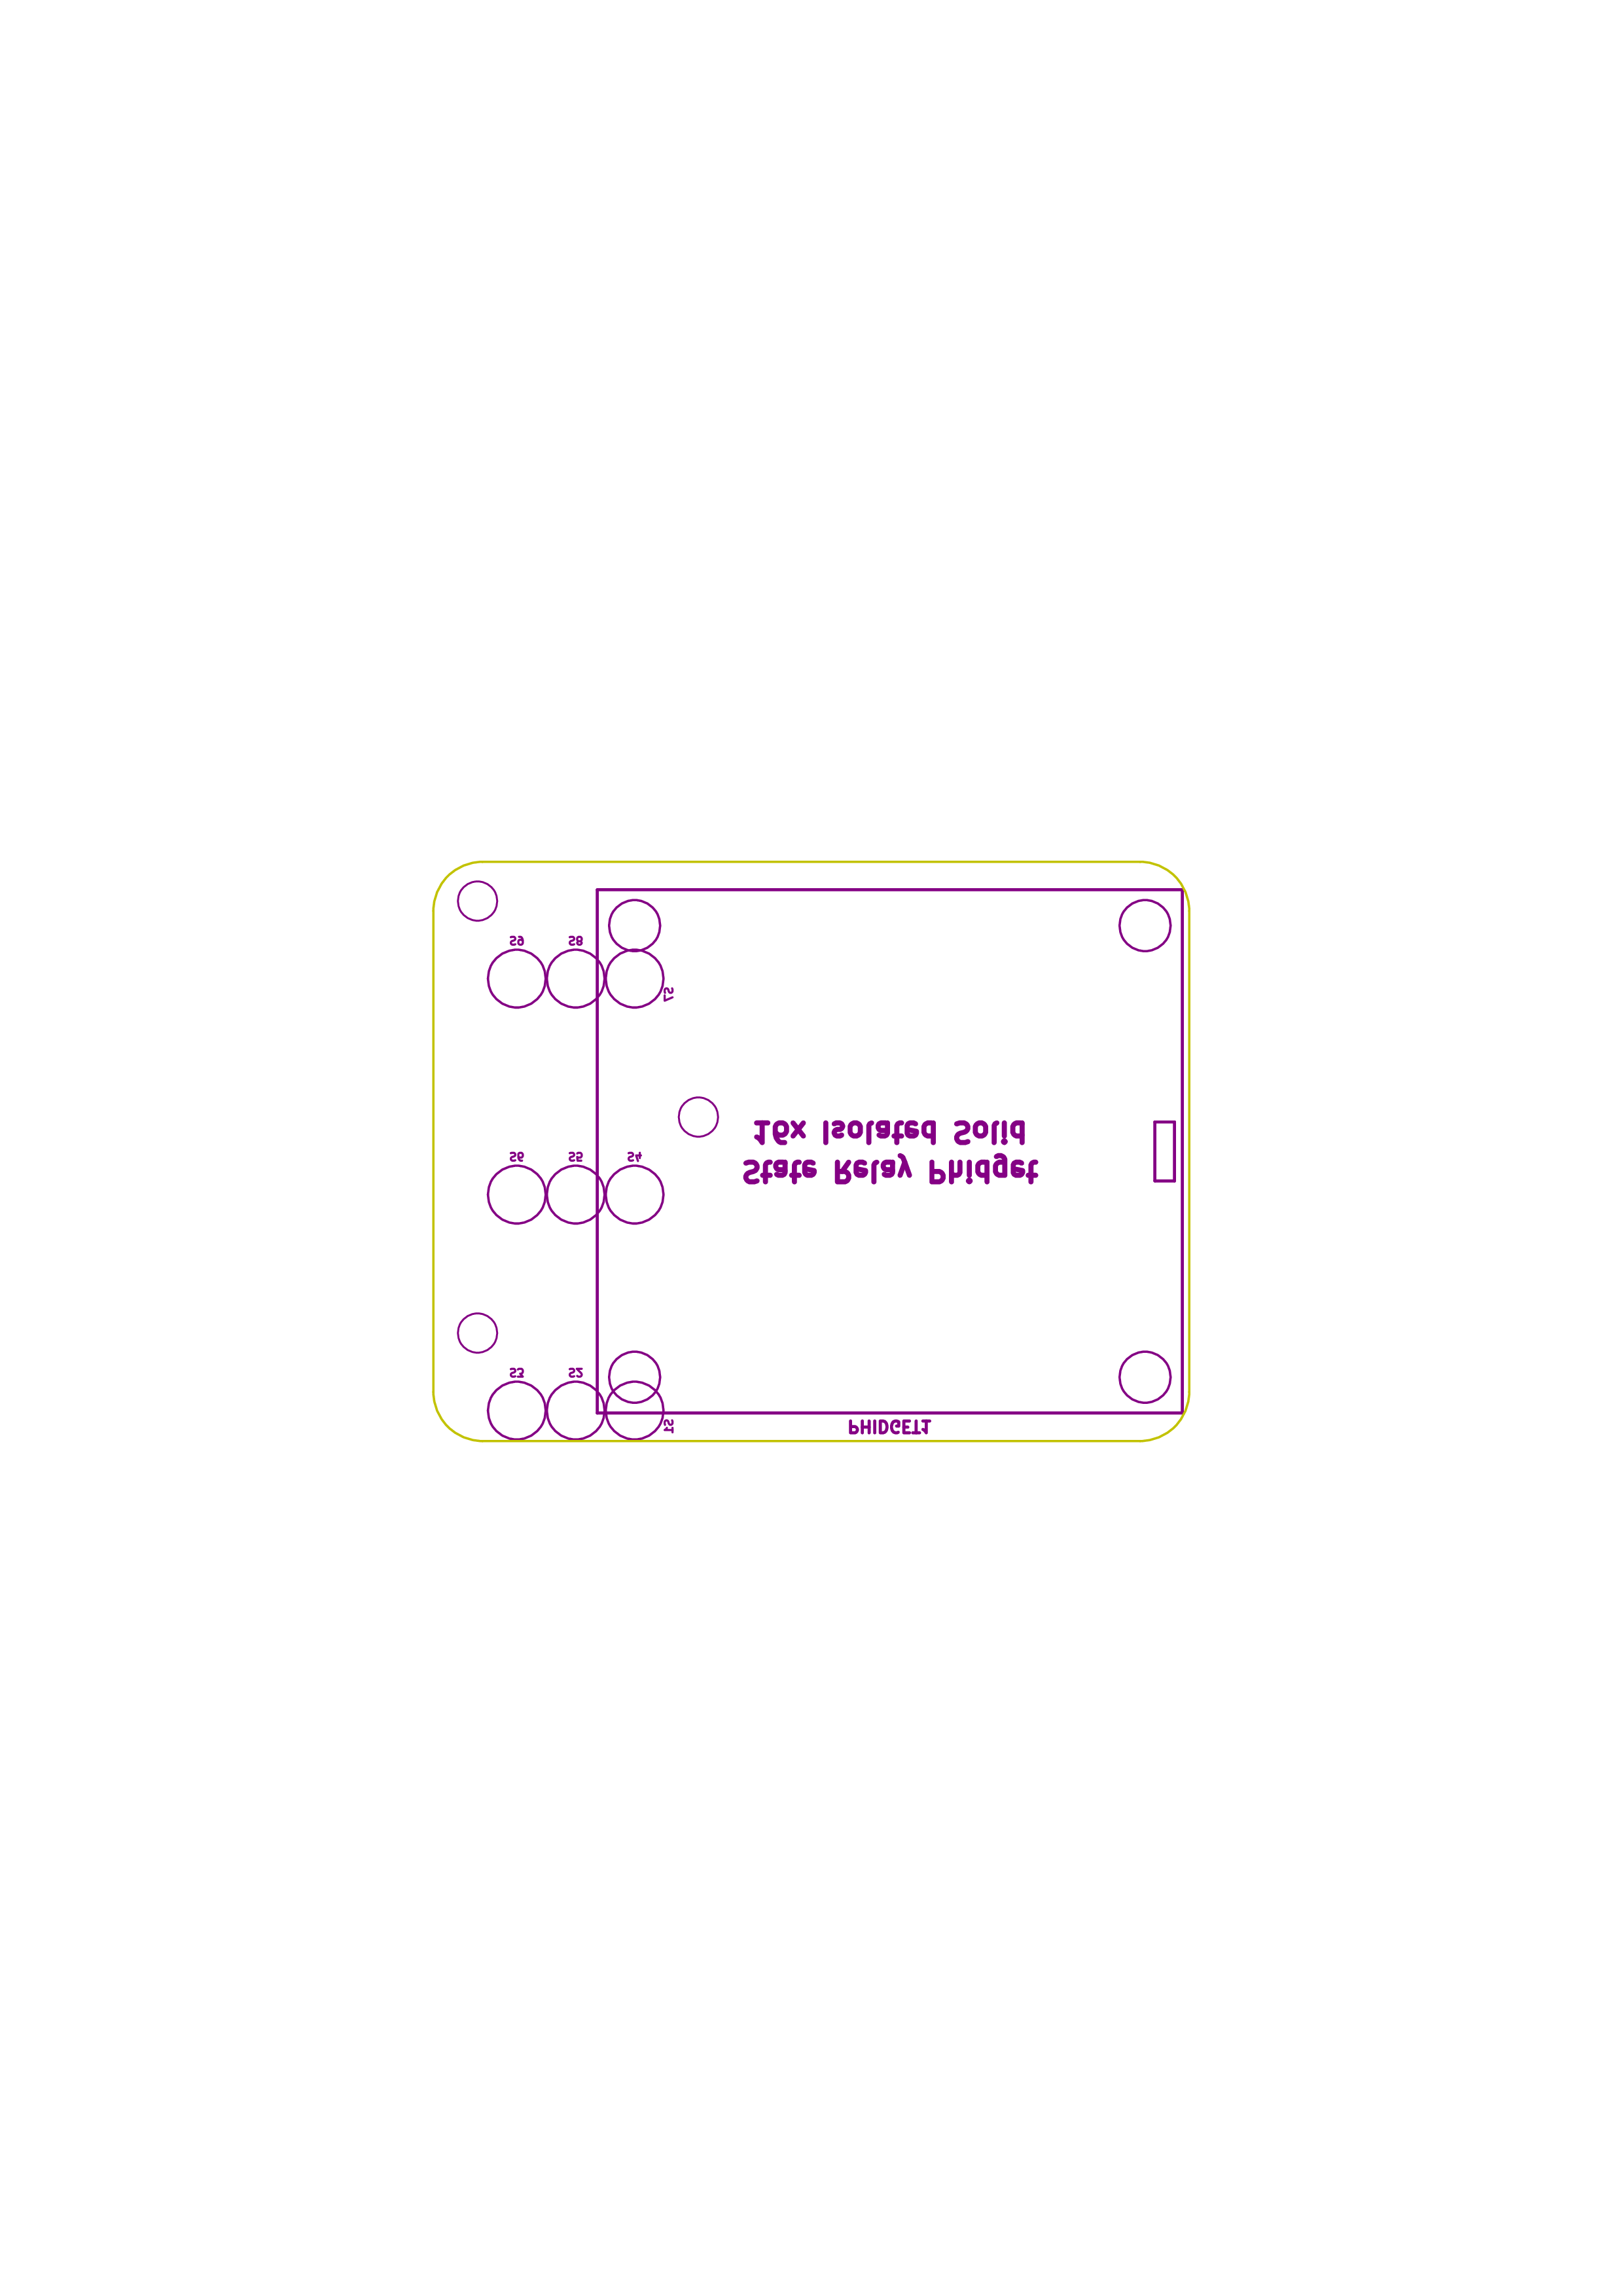 S9 S8
S7
16x Isolated Solid
State Relay Phidget
S6 S5 S4
S3 S2
S1
PHIDGET1